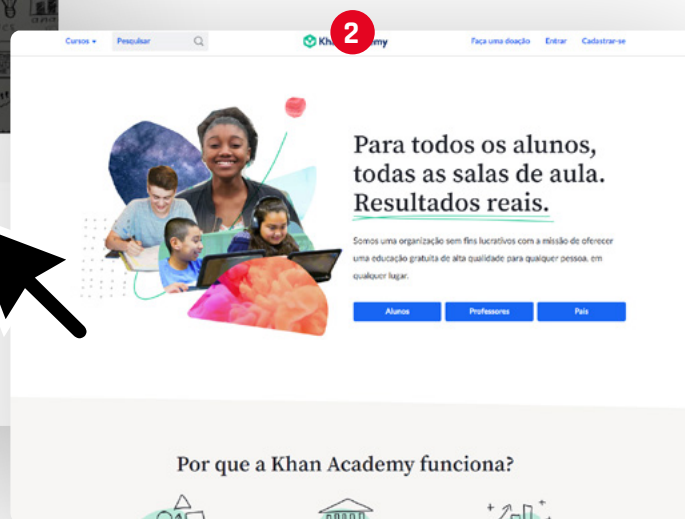 Cursos
Pesquisar
2
Faça uma doação
Entrar
Cadastrar-se
Para todos os alunos,
todas as salas de aula.
Resultados reais.
Somos uma organização sem fins lucrativos com a missão de oferecer
uma educação gratuita de alta qualidade para qualquer pessoa, em
qualquer lugar.
Alunos
Professores
Pais
Por que a Khan Academy funciona?